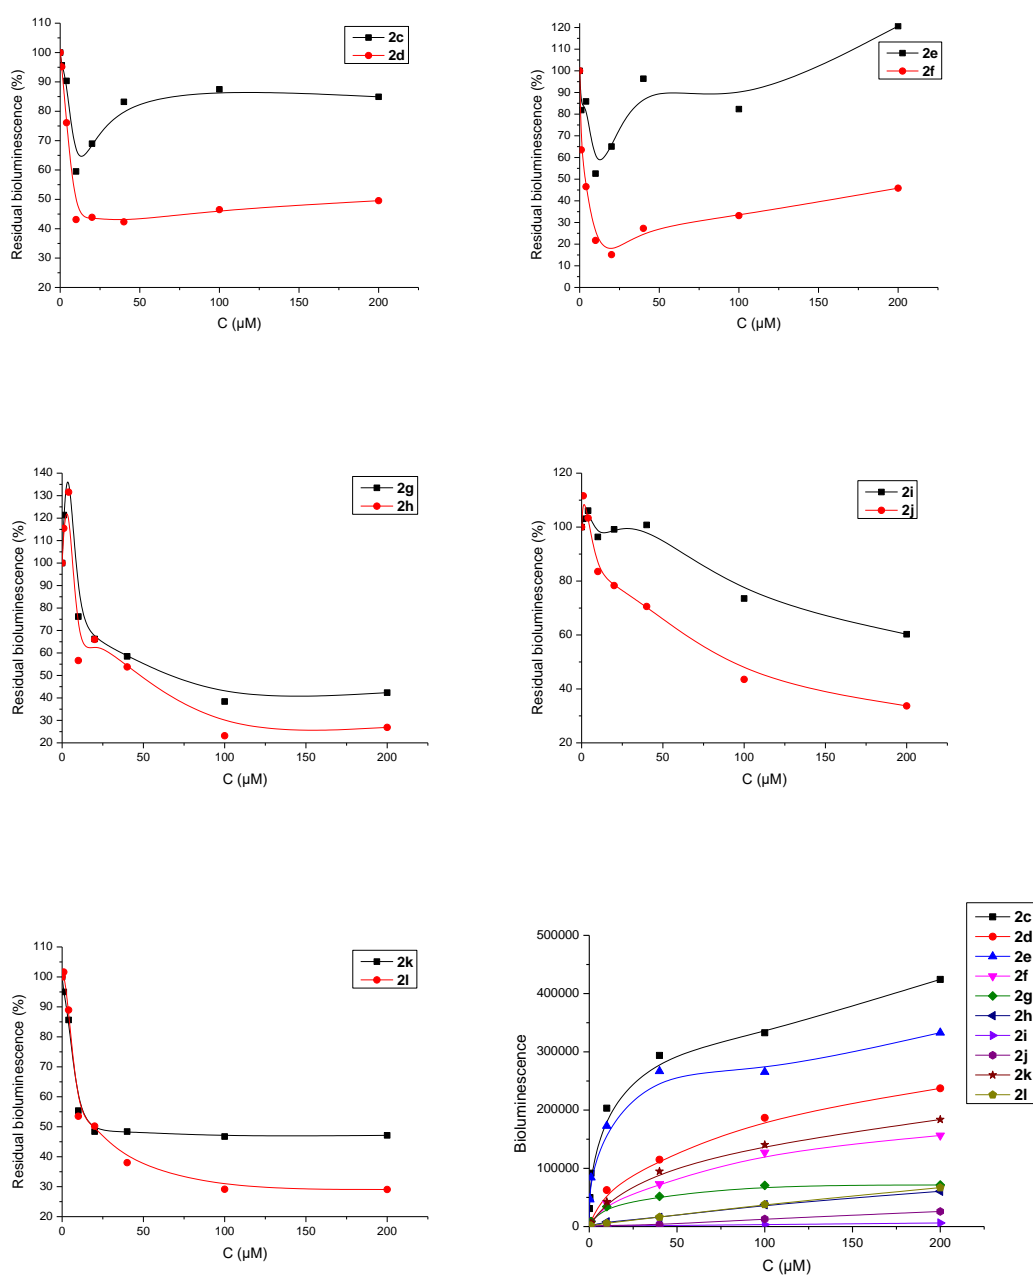 2c
2d
Residual bioluminescence (%)
110
100
90
80
70
60
50
40
30
20
0
50
100
150
200
C (µM)
2e
2f
Residual bioluminescence (%)
120
110
100
90
80
70
60
50
40
30
20
10
0
0
50
100
150
200
C (µM)
2g
2h
Residual bioluminescence (%)
140
130
120
110
100
90
80
70
60
50
40
30
20
0
50
100
150
200
C (µM)
2i
2j
Residual bioluminescence (%)
120
100
80
60
40
20
0
50
100
150
200
C (µM)
2k
2l
Residual bioluminescence (%)
110
100
90
80
70
60
50
40
30
20
0
50
100
150
200
C (µM)
2c
2d
2e
2f
2g
2h
2i
2j
2k
2l
Bioluminescence
500000
400000
300000
200000
100000
0
0
50
100
150
200
C (µM)